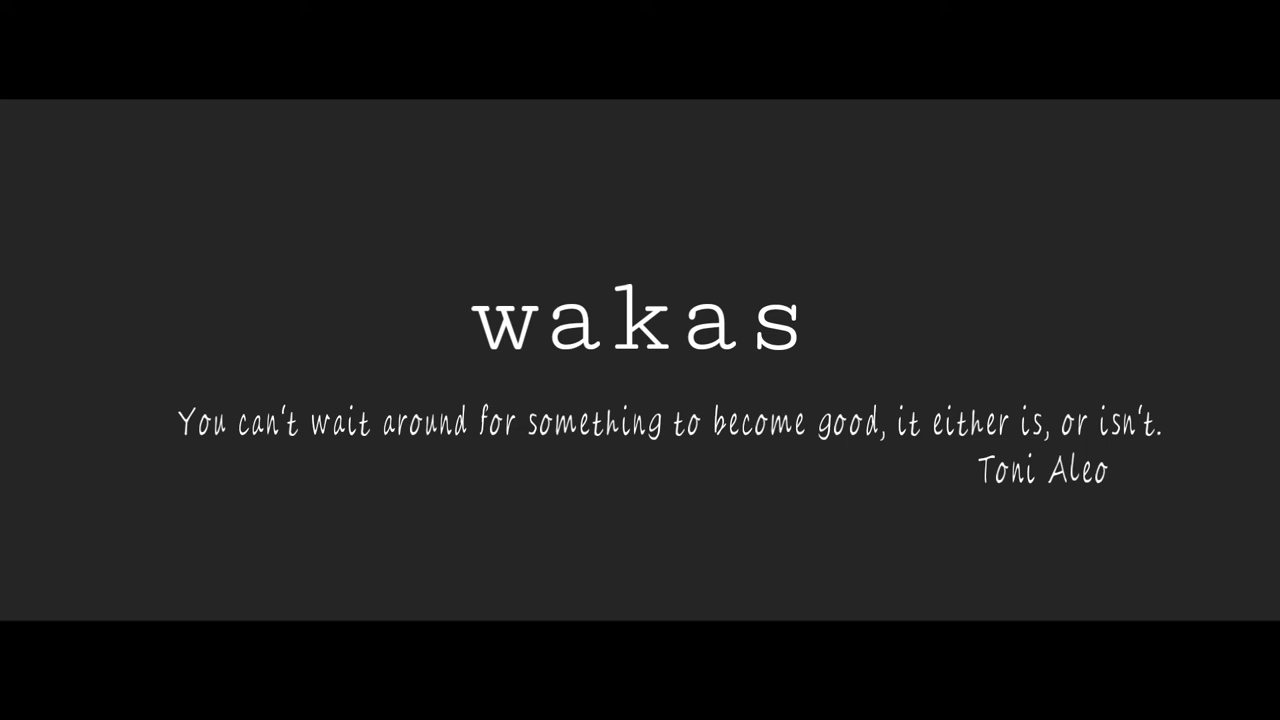 wakas
You can't wait around for something to become good, it either is, or isn't.
Toni Aleo